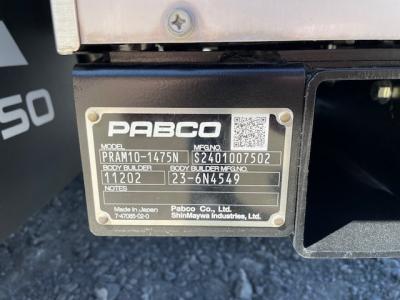 50
PABCO
MODEL MFG.NO.
PRAM10-1475N S2401007502
BODY BUILDER BODY BUILDER MFG.NO.
11202 23-6N4549
NOTES
Made in Japan Pabco Co., Ltd.
7-47085-02-0 ShinMaywa Industries, Ltd.